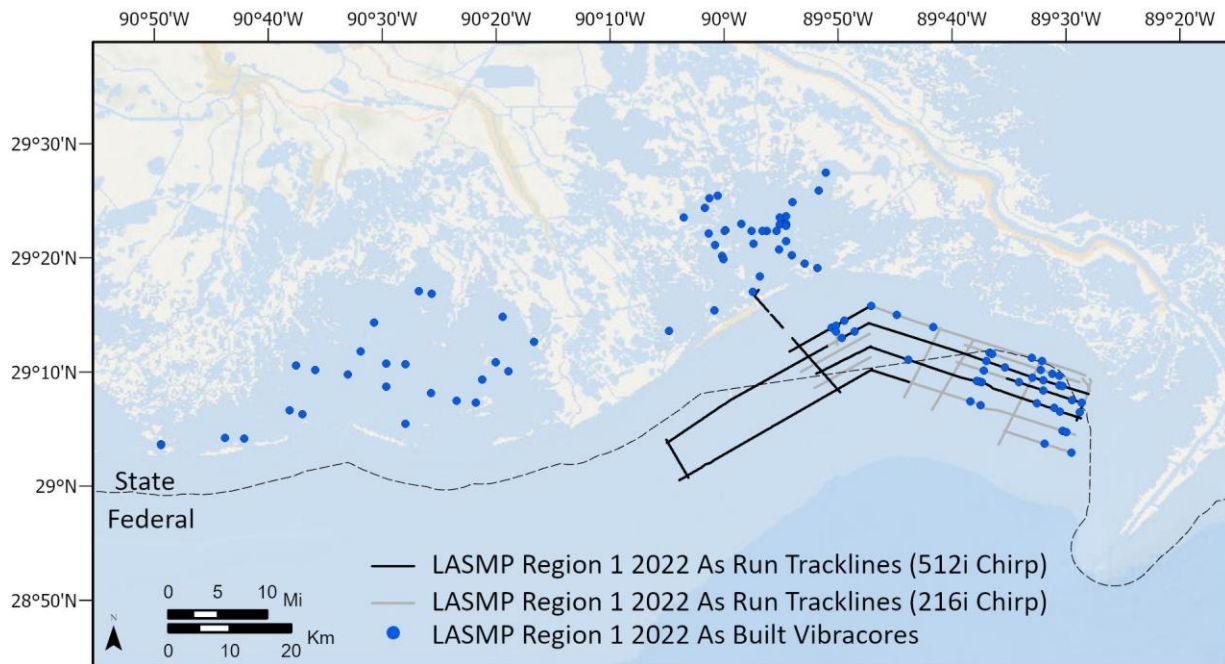 90°50'W 90°40'W 90°30'W 90°20'W 90°10'W 90°W 89°50'W 89°40'W 89°30'W 89°20'W
29°30'N
29°20'N
29°10'N
29°N
28°50'N
State
Federal
LASMP Region 1 2022 As Run Tracklines (512i Chirp)
LASMP Region 1 2022 As Run Tracklines (216i Chirp)
LASMP Region 1 2022 As Built Vibracores
N
0 5 10 Mi
0 10 20 Km